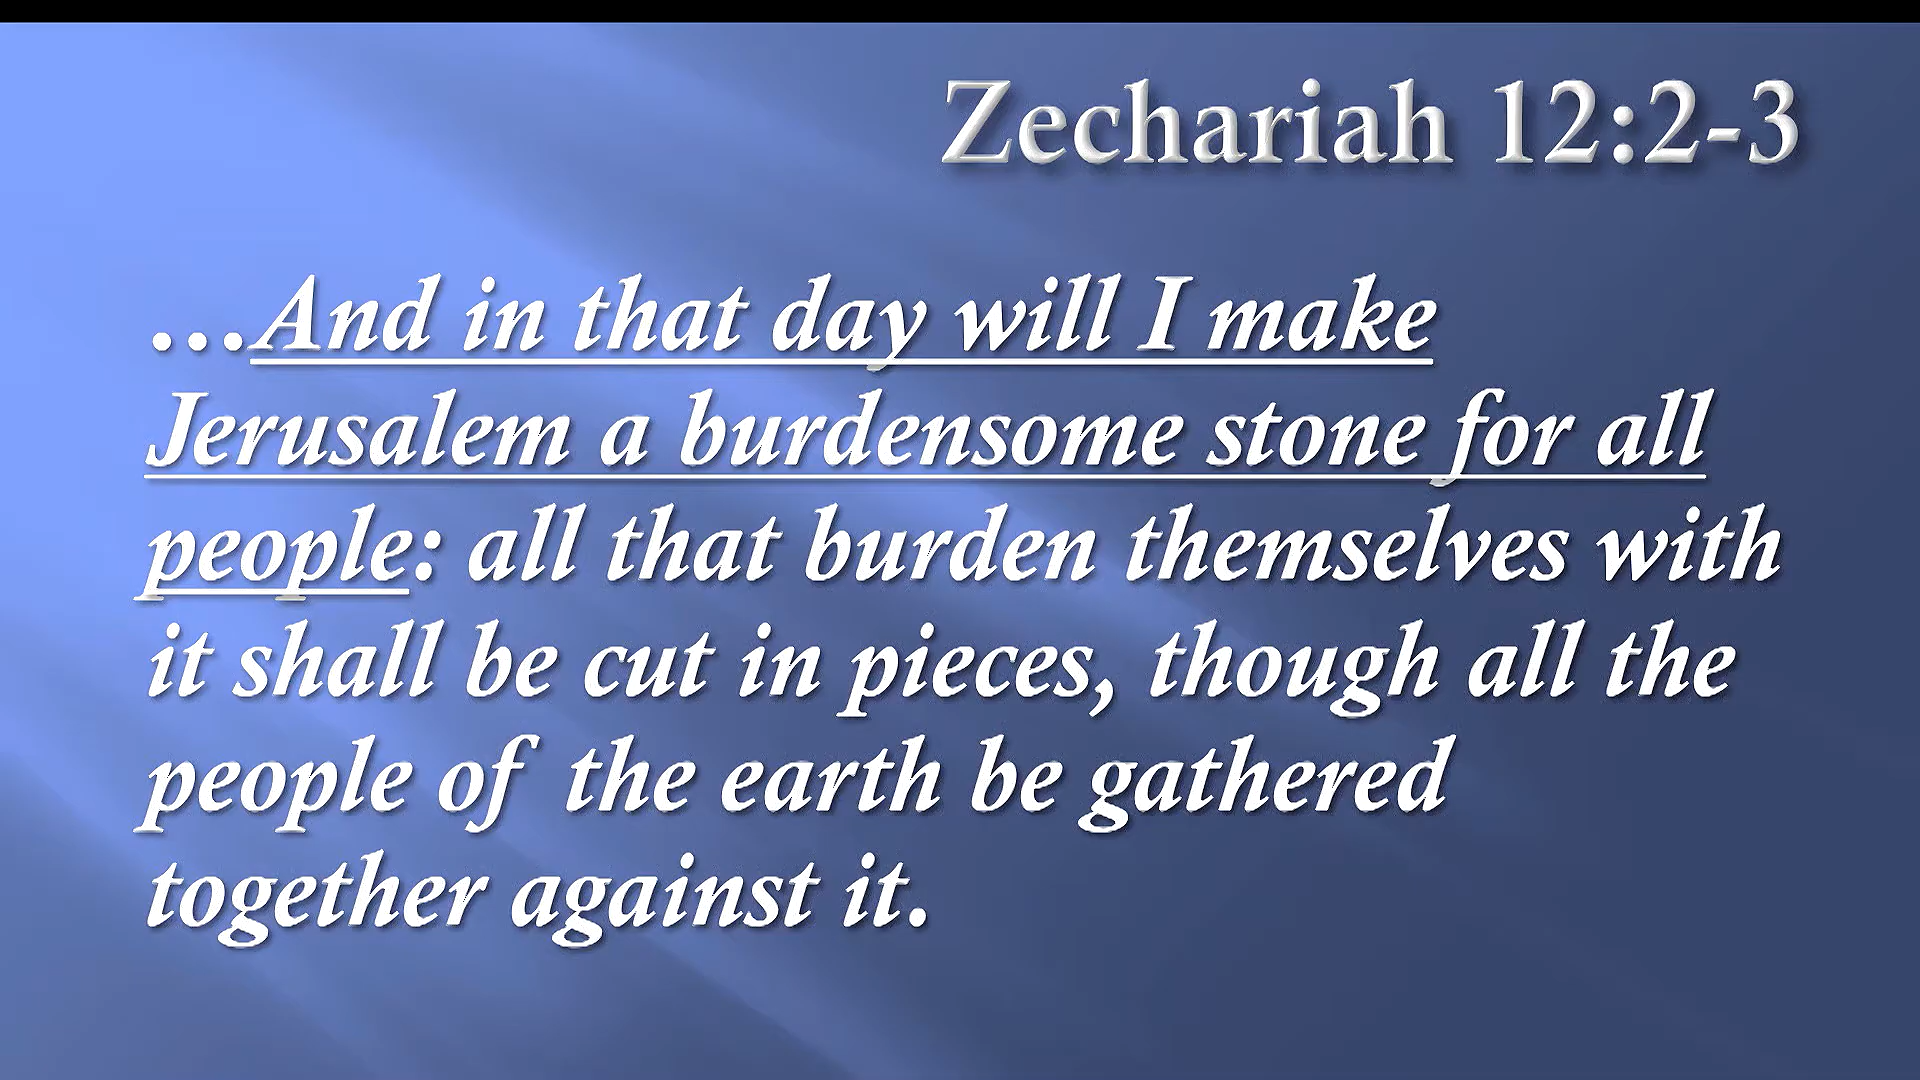 Zechariah 12:2-3
…And in that day will I make
Jerusalem a burdensome stone for all
people: all that burden themselves with
it shall be cut in pieces, though all the
people of the earth be gathered
together against it.